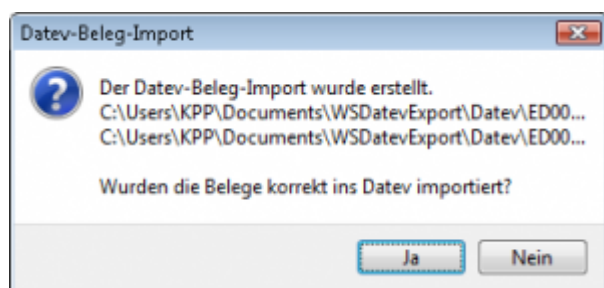 Datev-Beleg-Import
Der Datev-Beleg-Import wurde erstellt.
C:\Users\KPP\Documents\WSDatevExport\Datev\ED00...
C:\Users\KPP\Documents\WSDatevExport\Datev\ED00...
Wurden die Belege korrekt ins Datev importiert?
Ja
Nein